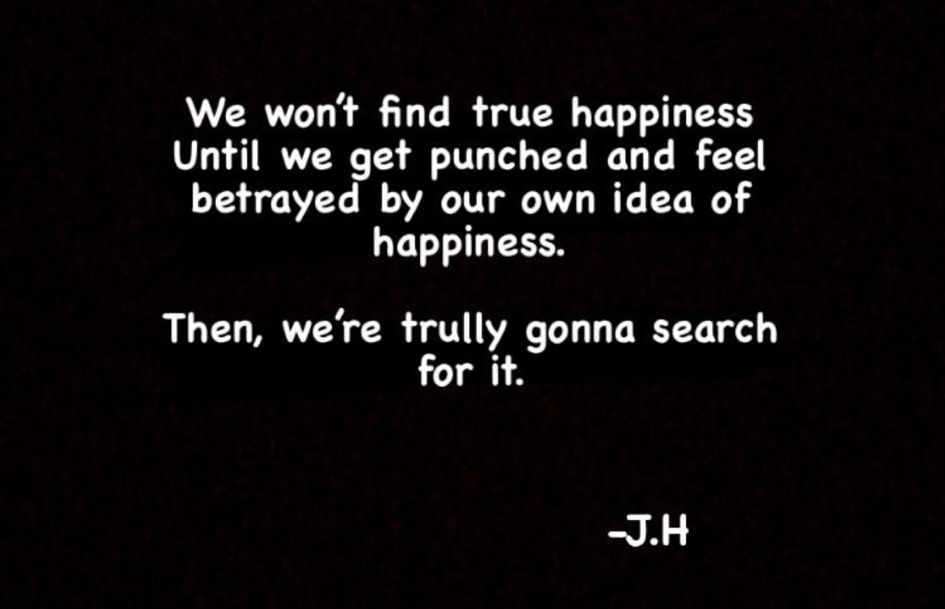 We won't find true happiness
Until we get punched and feel
betrayed by our own idea of
happiness.
Then, we're trully gonna search
for it.
-J.H